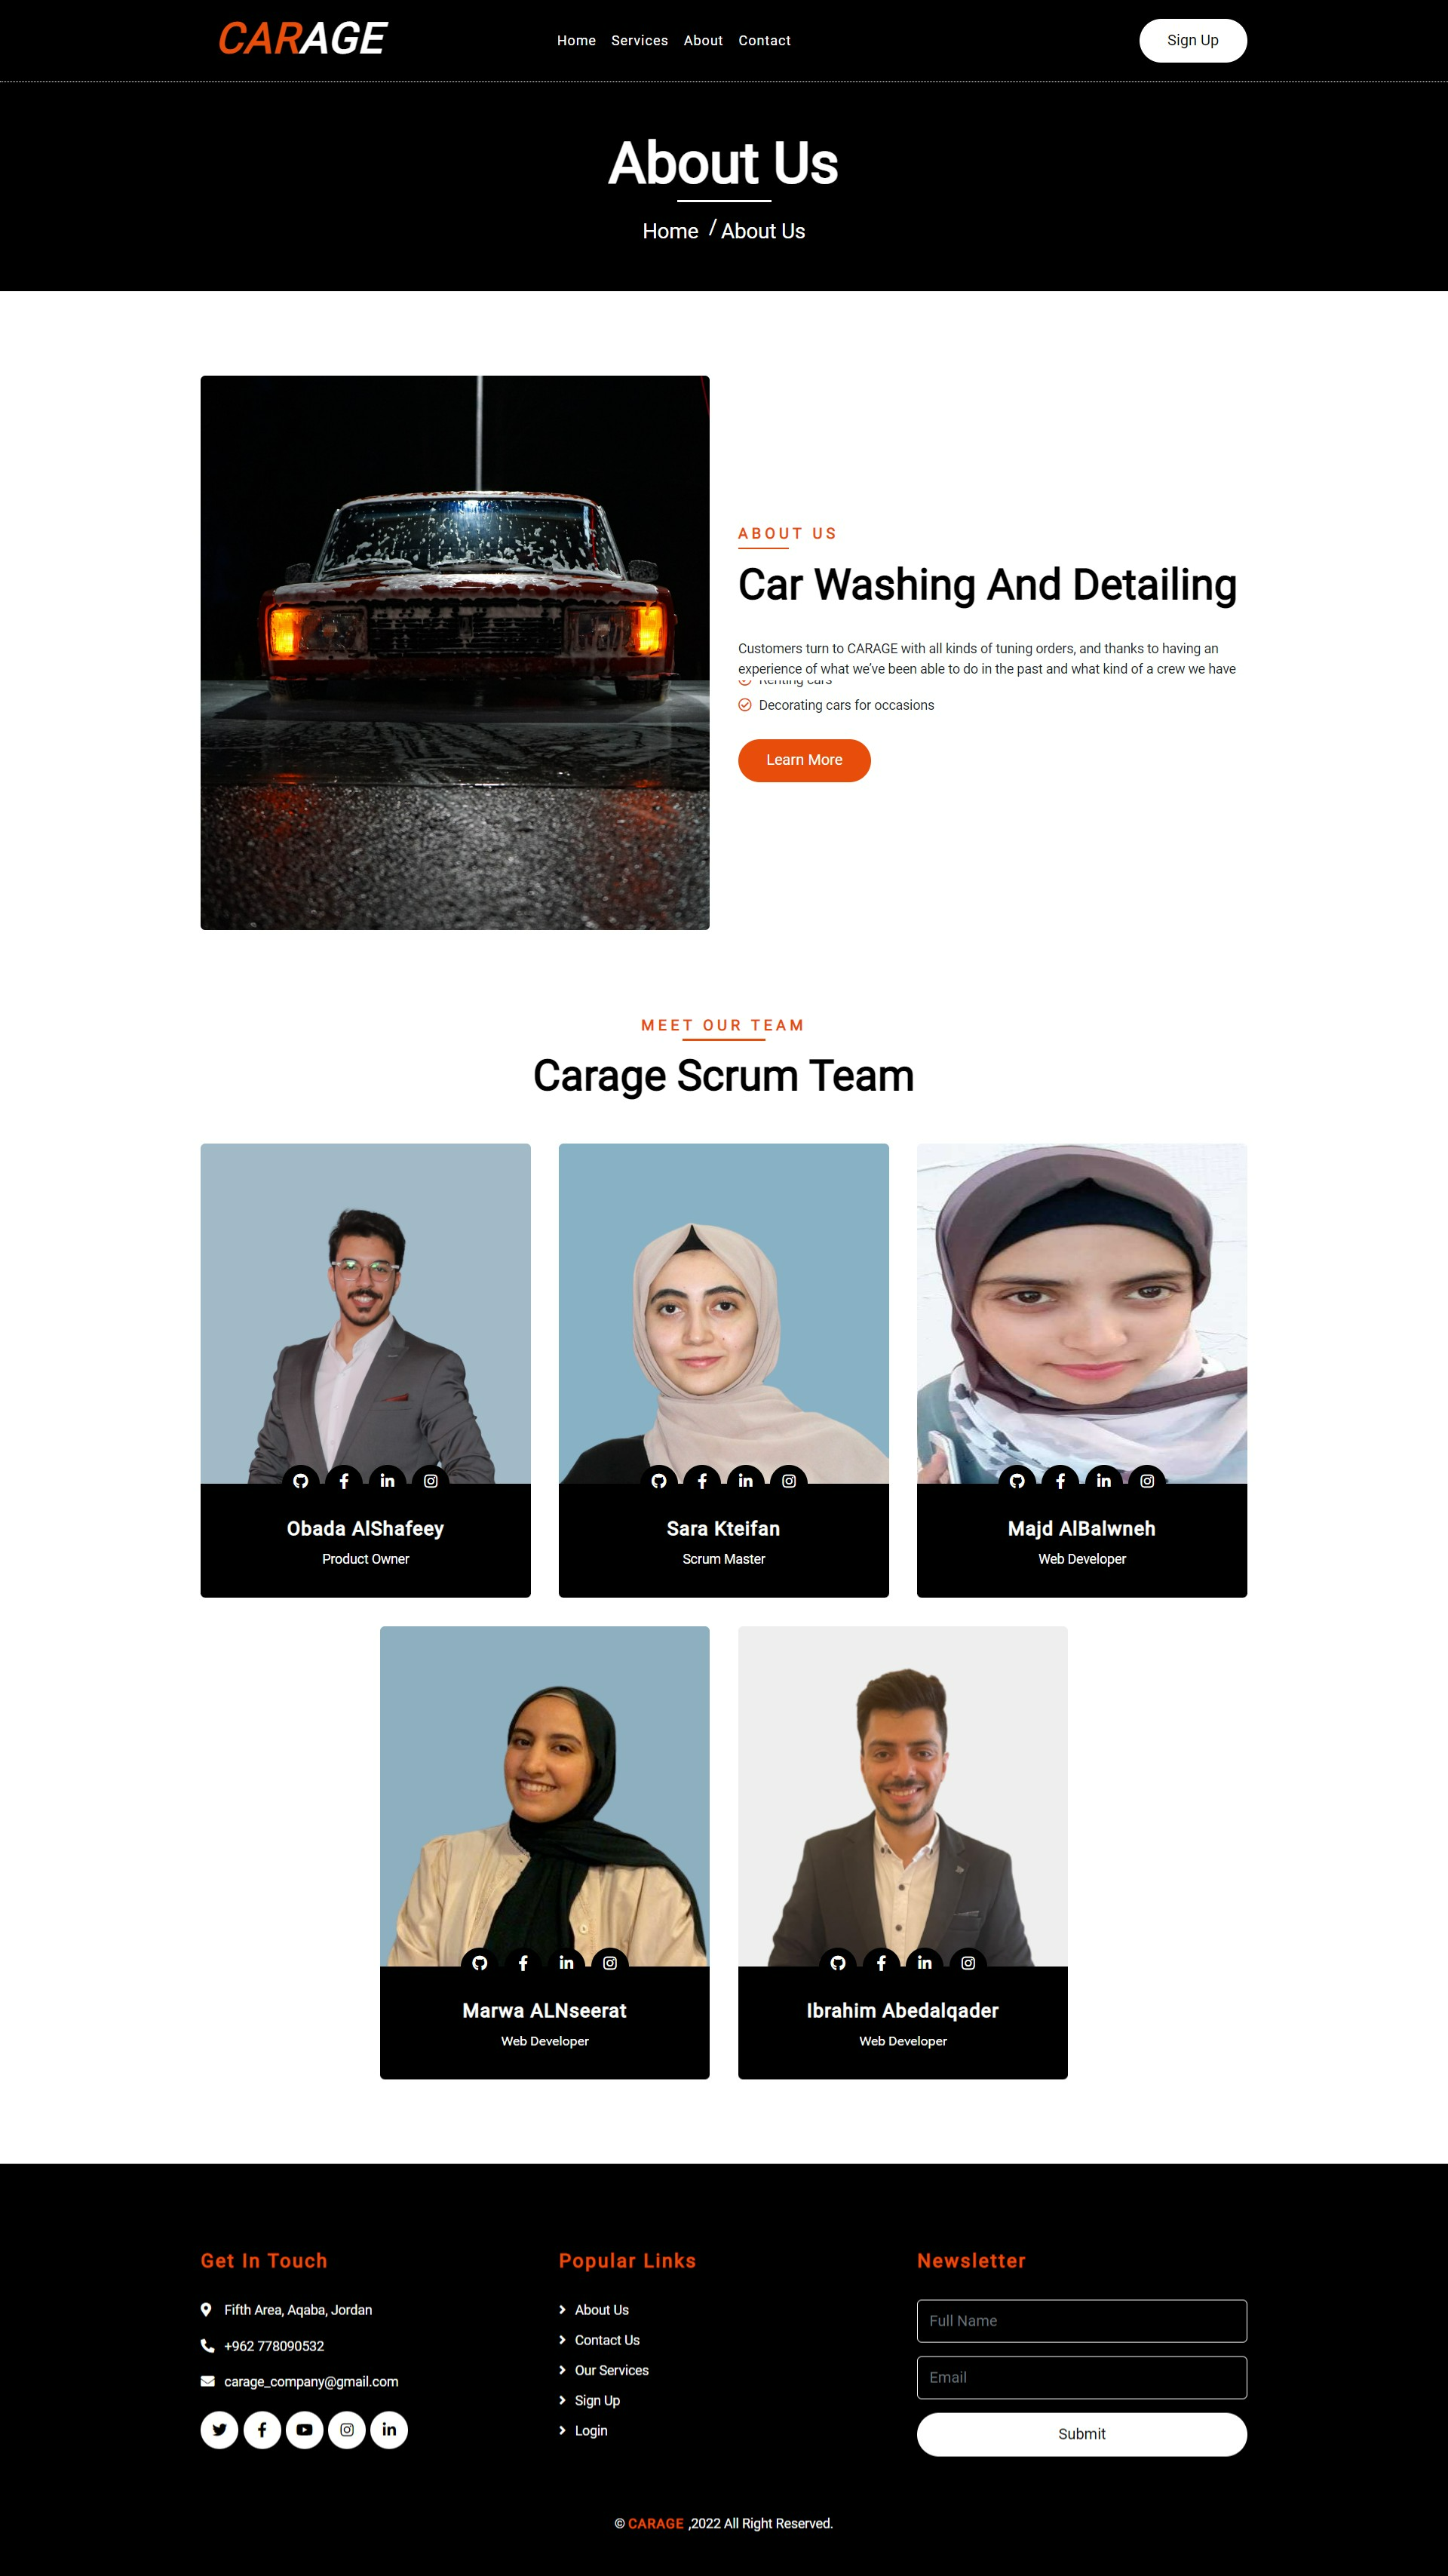 CARAGE
Home Services About Contact
Sign Up
About Us
Home / About Us
ABOUT US
Car Washing And Detailing
Customers turn to CARAGE with all kinds of tuning orders, and thanks to having an
experience of what we’ve been able to do in the past and what kind of a crew we have
Renting cars
Decorating cars for occasions
Learn More
MEET OUR TEAM
Carage Scrum Team
Obada AlShafeey
Product Owner
Sara Kteifan
Scrum Master
Majd AlBalwneh
Web Developer
Marwa ALNseerat
Web Developer
Ibrahim Abedalqader
Web Developer
Get In Touch
Fifth Area, Aqaba, Jordan
+962 778090532
carage_company@gmail.com
Popular Links
About Us
Contact Us
Our Services
Sign Up
Login
Newsletter
Full Name
Email
Submit
© CARAGE ,2022 All Right Reserved.